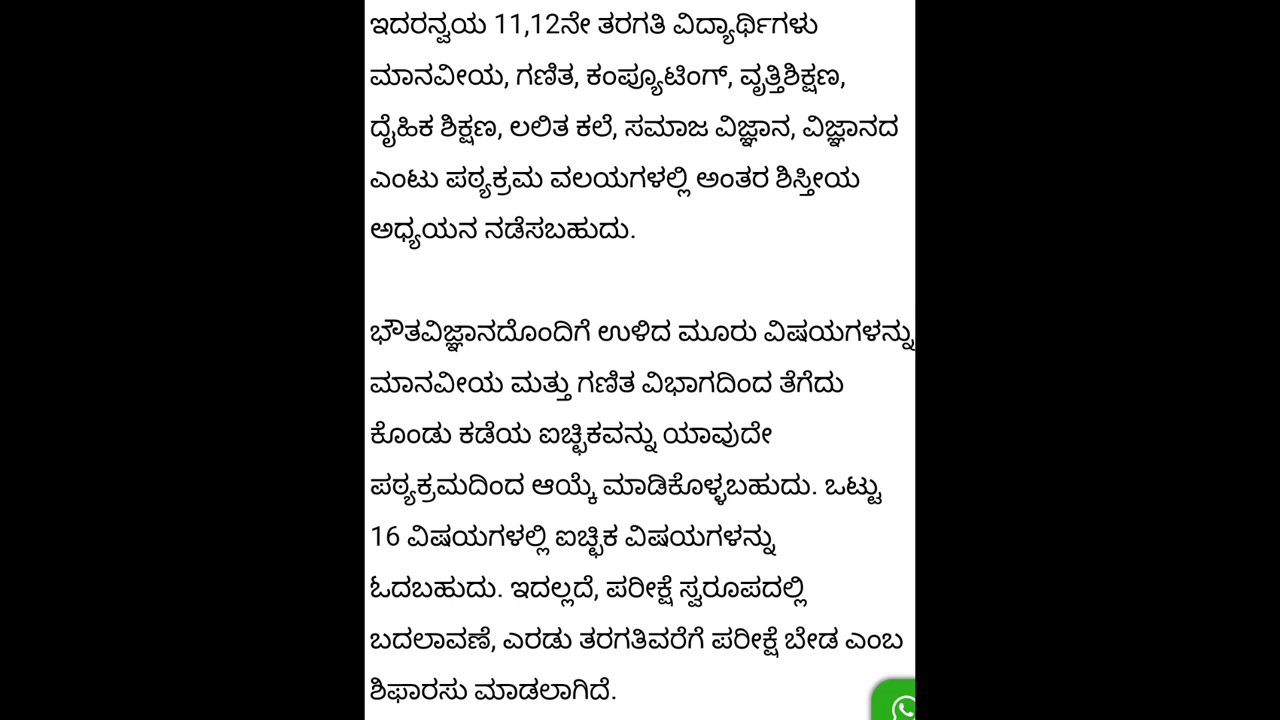 ಇದರನ್ವಯ 11,12ನೇ ತರಗತಿ ವಿದ್ಯಾರ್ಥಿಗಳು
ಮಾನವೀಯ, ಗಣಿತ, ಕಂಪ್ಯೂಟಿಂಗ್, ವೃತ್ತಿಶಿಕ್ಷಣ,
ದೈಹಿಕ ಶಿಕ್ಷಣ, ಲಲಿತ ಕಲೆ, ಸಮಾಜ ವಿಜ್ಞಾನ, ವಿಜ್ಞಾನದ
ಎಂಟು ಪಠ್ಯಕ್ರಮ ವಲಯಗಳಲ್ಲಿ ಅಂತರ ಶಿಸ್ತೀಯ
ಅಧ್ಯಯನ ನಡೆಸಬಹುದು.
ಭೌತವಿಜ್ಞಾನದೊಂದಿಗೆ ಉಳಿದ ಮೂರು ವಿಷಯಗಳನ್ನು
ಮಾನವೀಯ ಮತ್ತು ಗಣಿತ ವಿಭಾಗದಿಂದ ತೆಗೆದು
ಕೊಂಡು ಕಡೆಯ ಐಚ್ಛಿಕವನ್ನು ಯಾವುದೇ
ಪಠ್ಯಕ್ರಮದಿಂದ ಆಯ್ಕೆ ಮಾಡಿಕೊಳ್ಳಬಹುದು. ಒಟ್ಟು
16 ವಿಷಯಗಳಲ್ಲಿ ಐಚ್ಛಿಕ ವಿಷಯಗಳನ್ನು
ಓದಬಹುದು. ಇದಲ್ಲದೆ, ಪರೀಕ್ಷೆ ಸ್ವರೂಪದಲ್ಲಿ
ಬದಲಾವಣೆ, ಎರಡು ತರಗತಿವರೆಗೆ ಪರೀಕ್ಷೆ ಬೇಡ ಎಂಬ
ಶಿಫಾರಸು ಮಾಡಲಾಗಿದೆ.